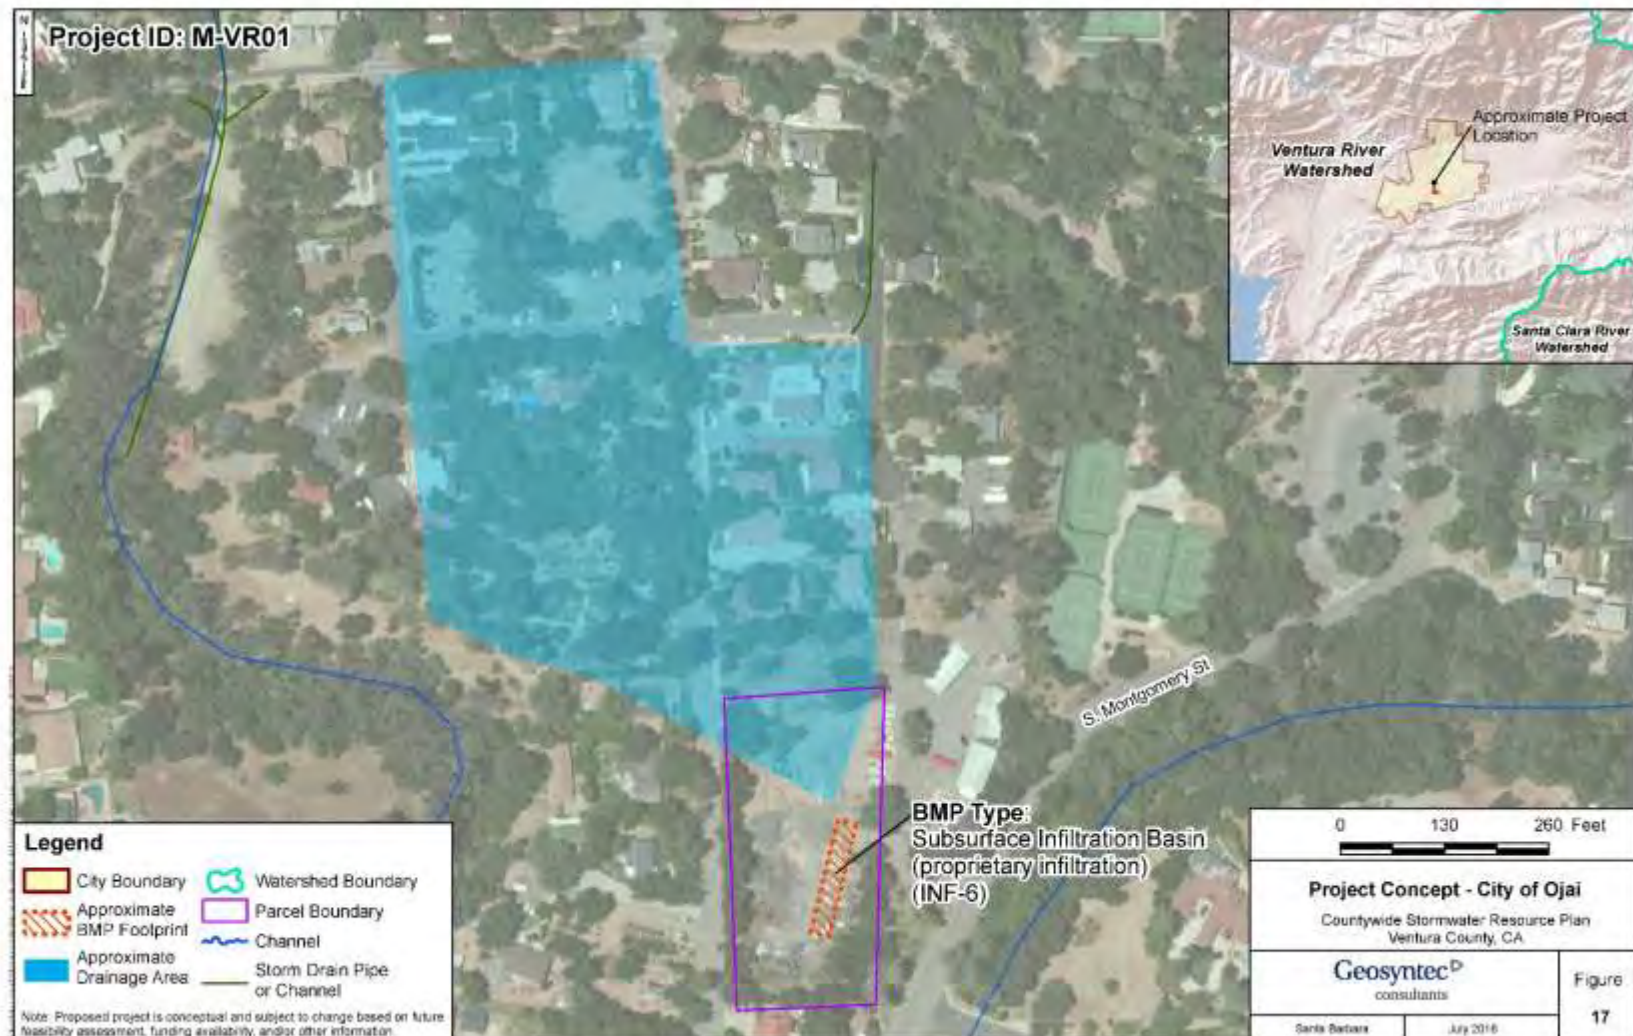 N
Project ID: M-VR01
Approximate Project
Location
Ventura River
Watershed
Santa Clara River
Watershed
S. Montgomery St
BMP Type:
Subsurface Infiltration Basin
(proprietary infiltration)
(INF-6)
Legend
City Boundary
Watershed Boundary
Approximate
BMP Footprint
Parcel Boundary
Channel
Approximate
Drainage Area
Storm Drain Pipe
or Channel
Note: Proposed project is conceptual and subject to change based on future
feasibility assessment, funding availability, and/or other information
0 130 260 Feet
Project Concept - City of Ojai
Countywide Stormwater Resource Plan
Ventura County, CA
Geosyntec
consultants
Figure
17
Santa Barbara
July 2016